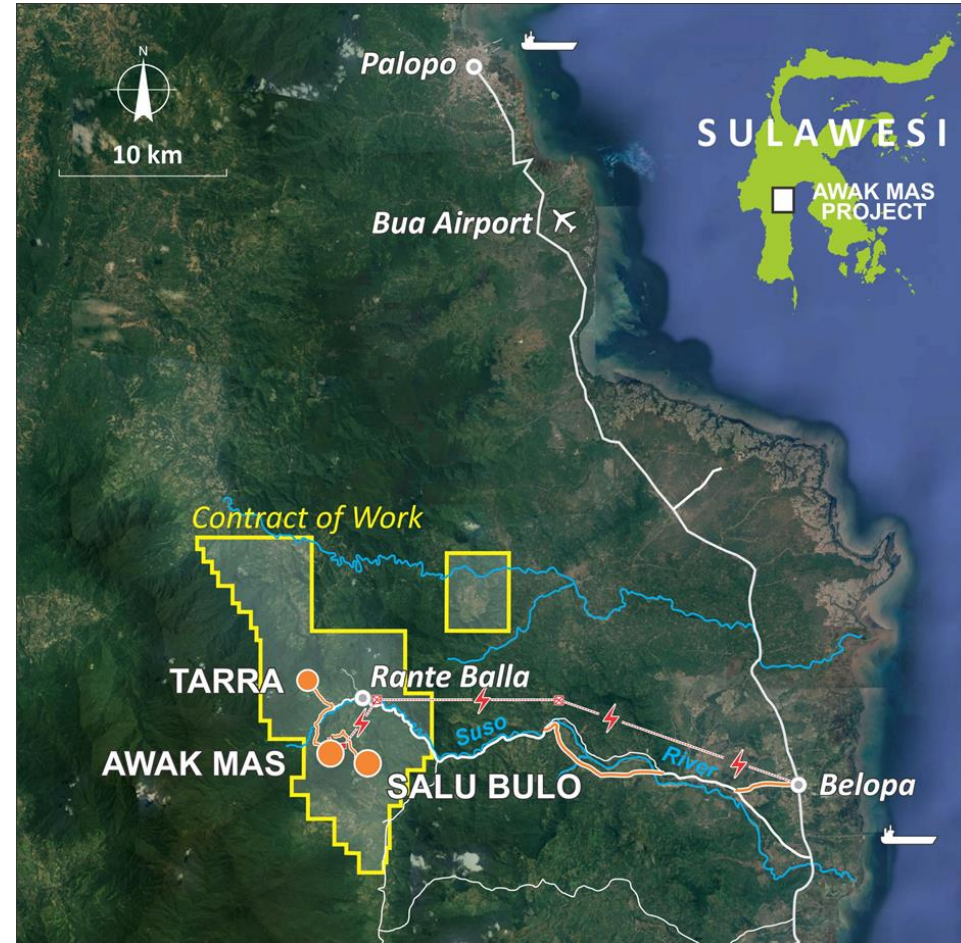 N
10 km
Palopo
SULAWESI
AWAK MAS
PROJECT
Bua Airport
Contract of Work
TARRA
Rante Balla
AWAK MAS
SALU BULO
Suso
River
Belopa